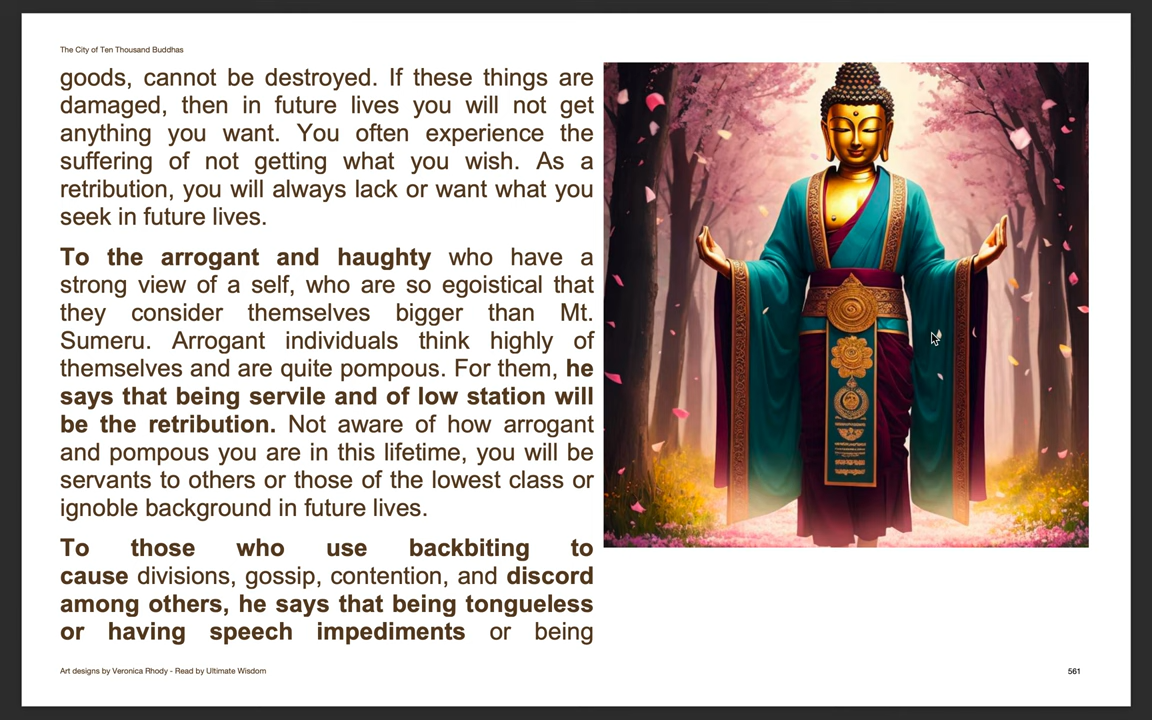 The City of Ten Thousand Buddhas
goods, cannot be destroyed. If these things are
damaged, then in future lives you will not get
anything you want. You often experience the
suffering of not getting what you wish. As a
retribution, you will always lack or want what you
seek in future lives.
To the arrogant and haughty who have a
strong view of a self, who are so egoistical that
they consider themselves bigger than Mt.
Sumeru. Arrogant individuals think highly of
themselves and are quite pompous. For them, he
says that being servile and of low station will
be the retribution. Not aware of how arrogant
and pompous you are in this lifetime, you will be
servants to others or those of the lowest class or
ignoble background in future lives.
To those who use backbiting to
cause divisions, gossip, contention, and discord
among others, he says that being tongueless
or having speech impediments or being
Art designs by Veronica Rhody - Read by Ultimate Wisdom
561